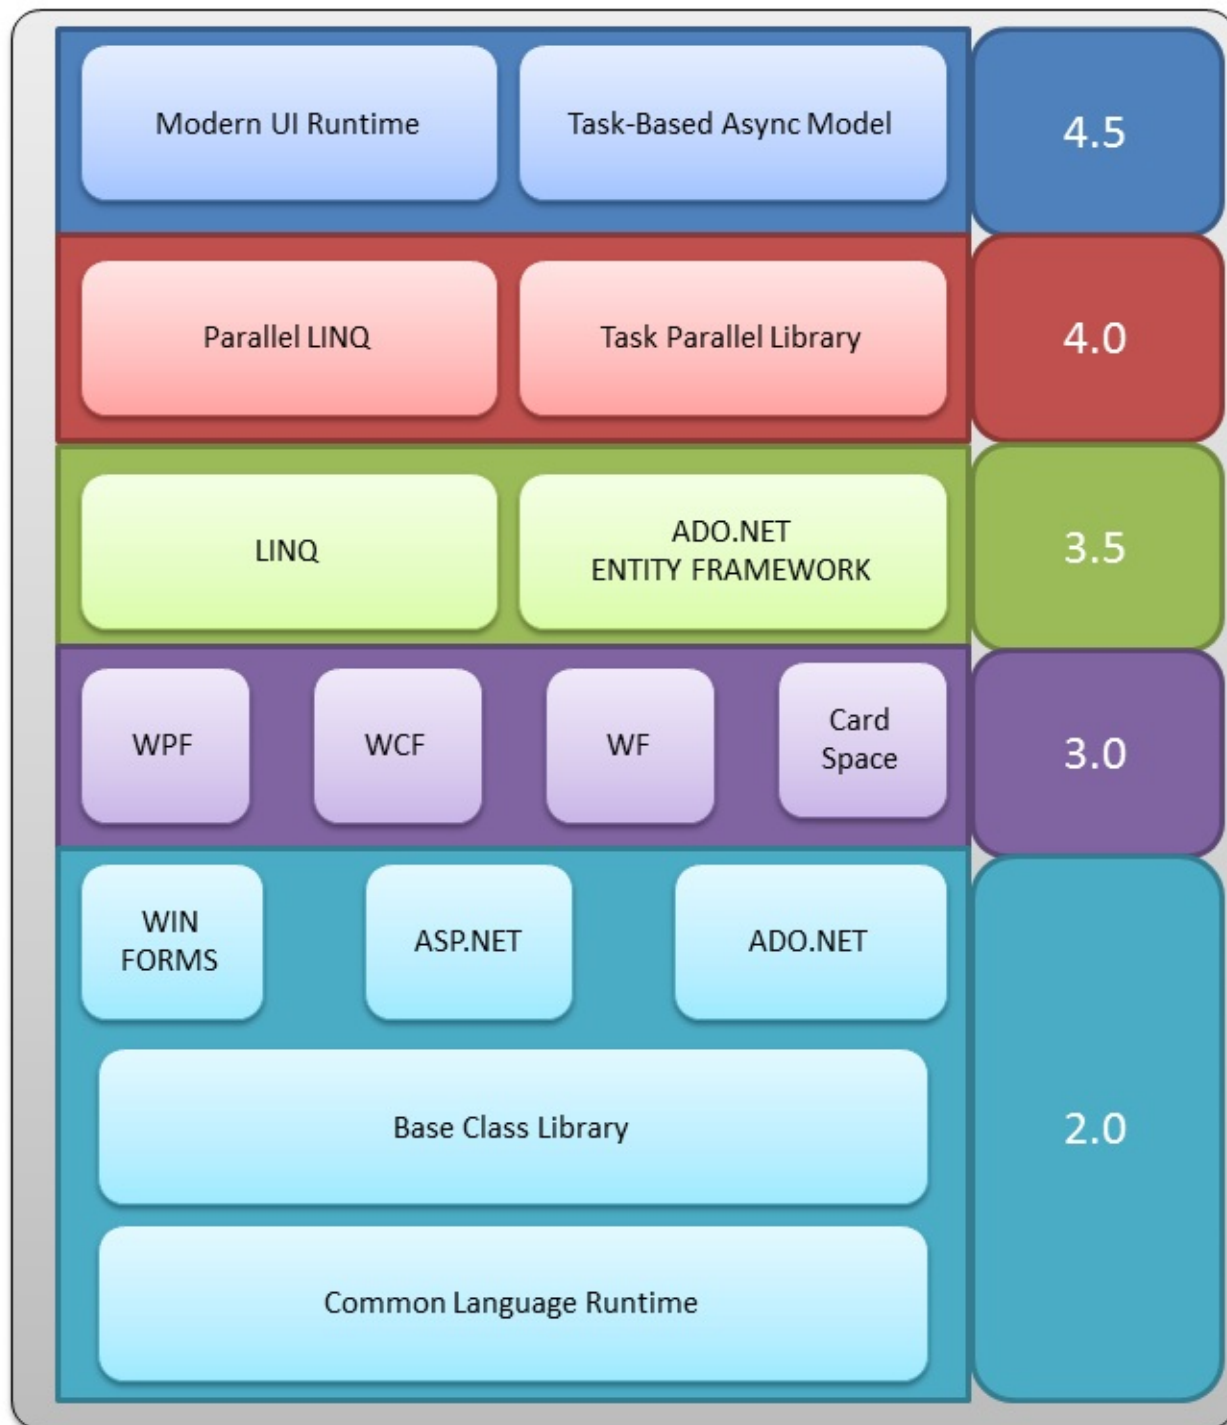 Modern UI Runtime
Task-Based Async Model
4.5
Parallel LINQ
Task Parallel Library
4.0
LINQ
ADO.NET
ENTITY FRAMEWORK
3.5
WPF
WCF
WF
Card
Space
3.0
WIN
FORMS
ASP.NET
ADO.NET
Base Class Library
Common Language Runtime
2.0